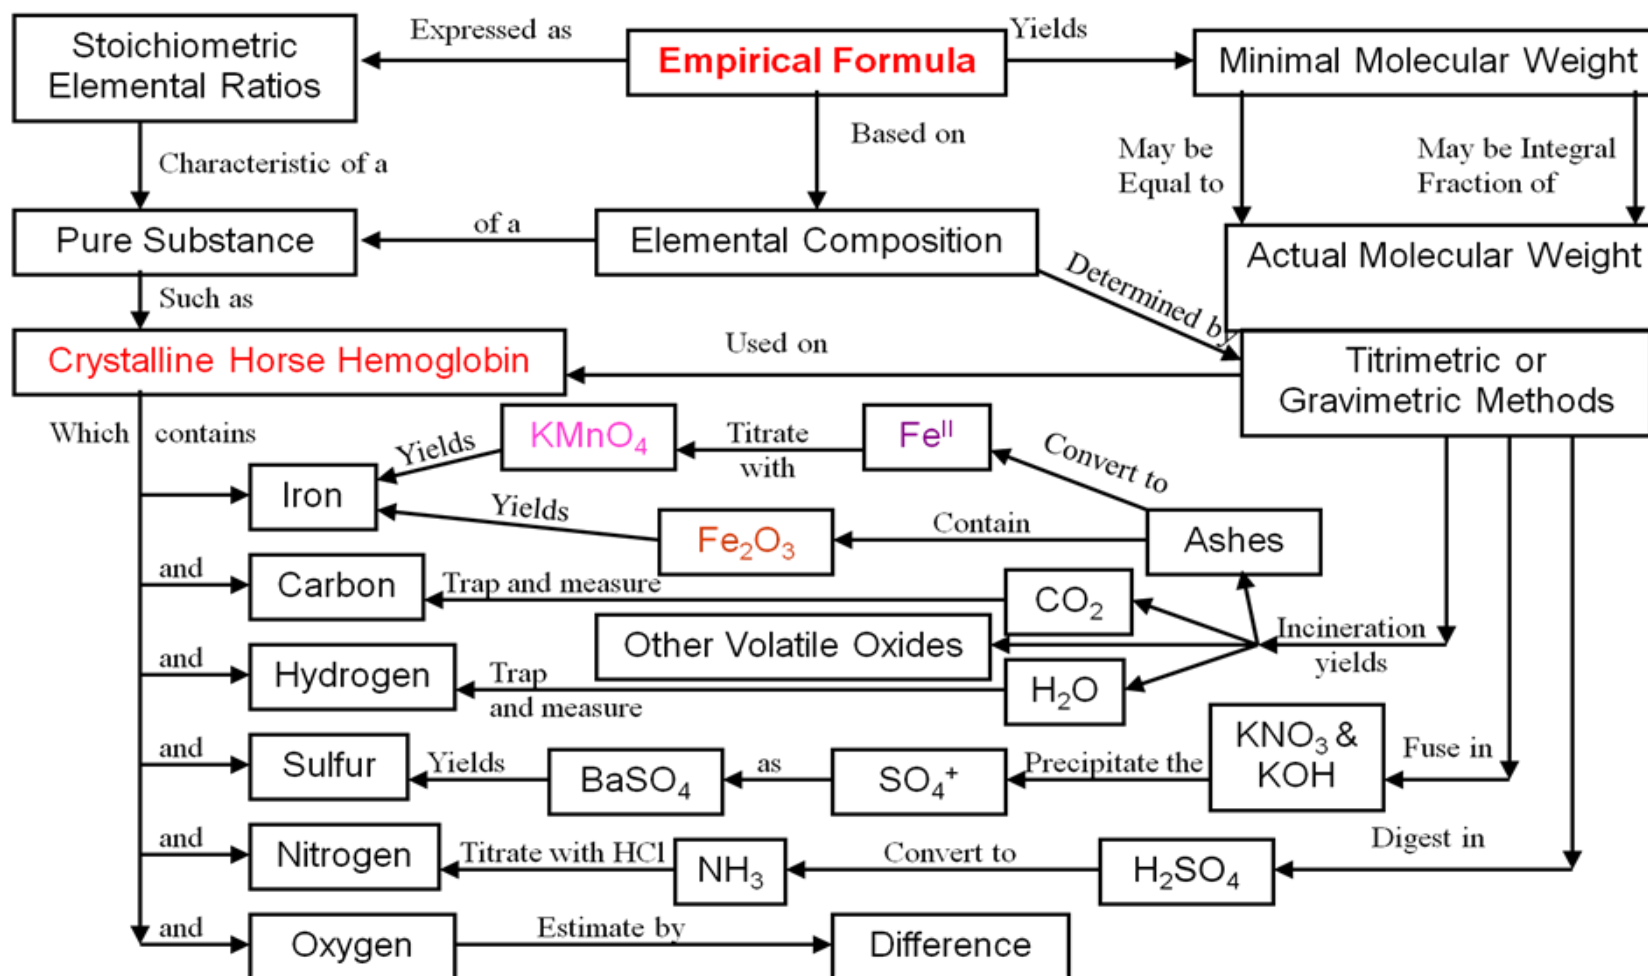 Stoichiometric
Elemental Ratios
Expressed as
Empirical Formula
Yields
Minimal Molecular Weight
Characteristic of a
Based on
May be
Equal to
May be Integral
Fraction of
Pure Substance
of a
Elemental Composition
Determined by
Actual Molecular Weight
Such as
Crystalline Horse Hemoglobin
Used on
Titrimetric or
Gravimetric Methods
Which contains
Iron
Yields
KMnO₄
Titrate
with
Feᴵᴵ
Convert to
Yields
Fe₂O₃
Contain
Ashes
and
Carbon
Trap and measure
CO₂
Other Volatile Oxides
Incineration
yields
and
Hydrogen
Trap
and measure
H₂O
and
Sulfur
Yields
BaSO₄
as
SO₄⁺
Precipitate the
KNO₃ &
KOH
Fuse in
and
Nitrogen
Titrate with HCl
NH₃
Convert to
H₂SO₄
Digest in
and
Oxygen
Estimate by
Difference